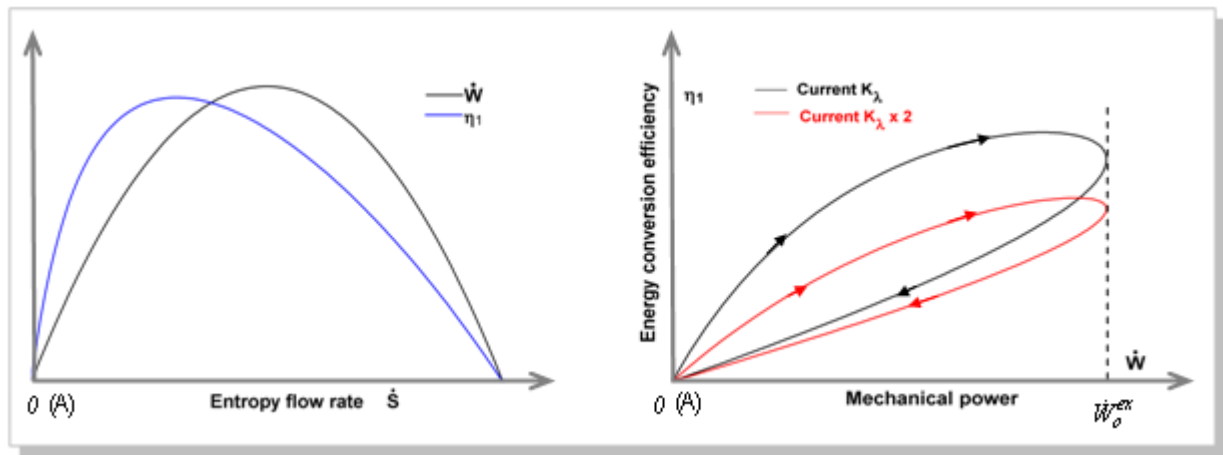 Ẇ
η1
0 (A)
Entropy flow rate Ṡ
Energy conversion efficiency
η1
Current Kλ
Current Kλ x 2
Ẇ
0 (A)
Mechanical power
Ẇₒᵉˣ